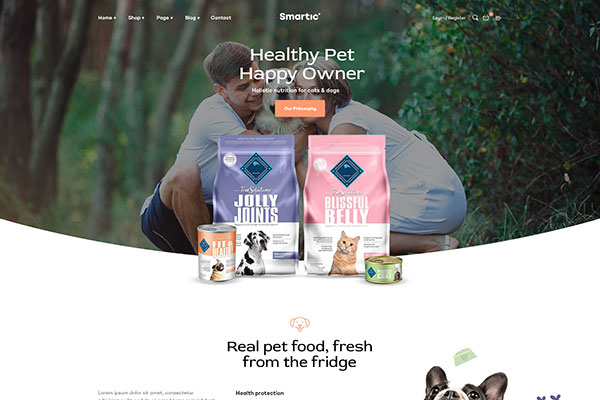 Home Shop Page Blog Contact Smartic Login / Register
Healthy Pet
Happy Owner
Holistic nutrition for cats & dogs
Our Philosophy
True Solutions
JOLLY
JOINTS
True Solutions
BLISSFUL
BELLY
FIT &
HEALTHY
Real pet food, fresh
from the fridge
Lorem ipsum dolor sit amet, consectetur
Health protection